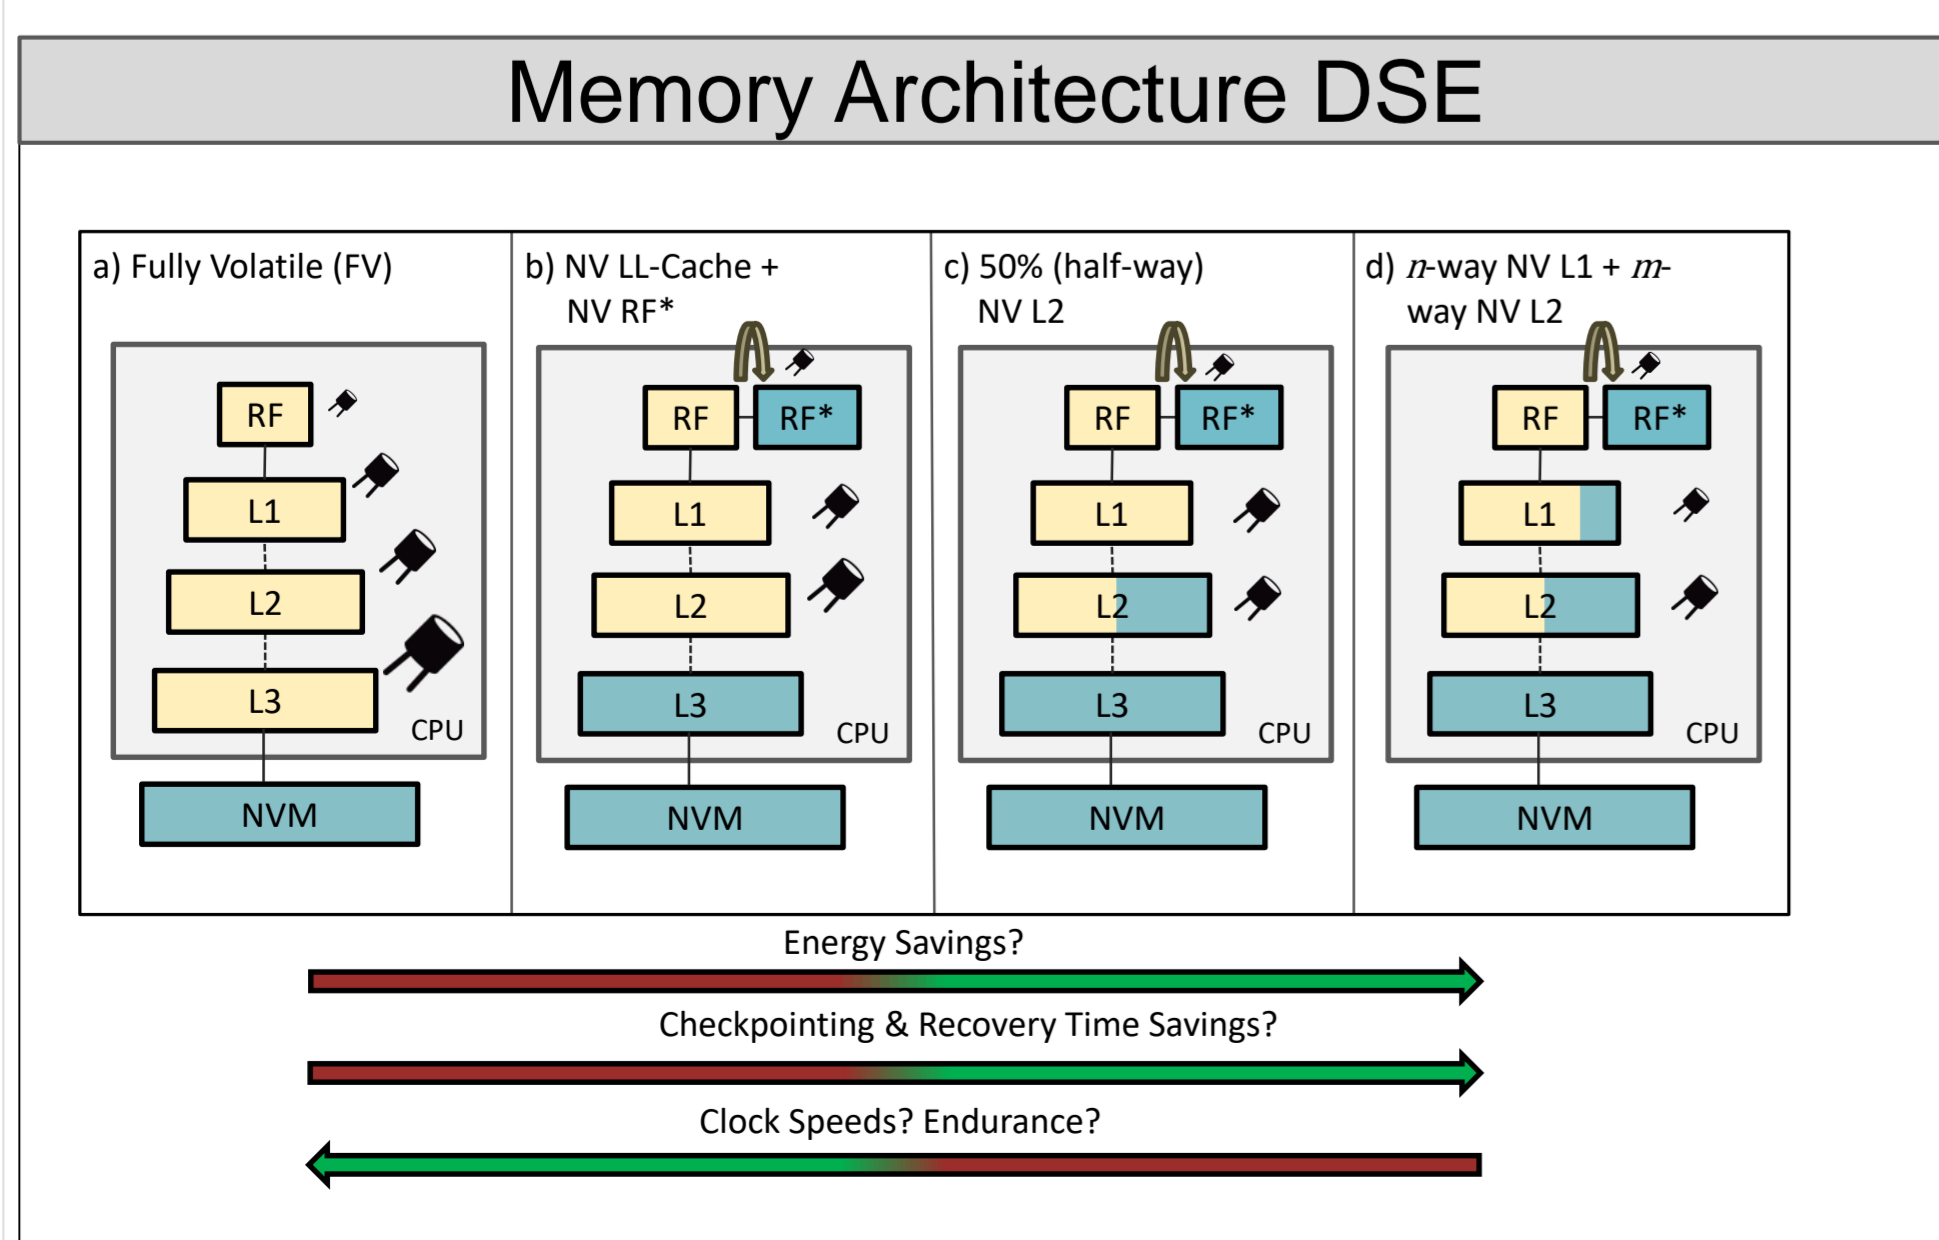 Memory Architecture DSE
a) Fully Volatile (FV)
RF
L1
L2
L3
CPU
NVM
b) NV LL-Cache +
NV RF*
RF
RF*
L1
L2
L3
CPU
NVM
c) 50% (half-way)
NV L2
RF
RF*
L1
L2
L3
CPU
NVM
d) n-way NV L1 + m-
way NV L2
RF
RF*
L1
L2
L3
CPU
NVM
Energy Savings?
Checkpointing & Recovery Time Savings?
Clock Speeds? Endurance?